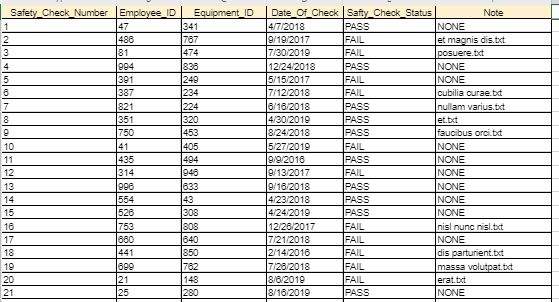 Safety_Check_Number Employee_ID Equipment_ID Date_Of_Check Safty_Check_Status Note
1 47 341 4/7/2018 PASS NONE
2 486 767 9/19/2017 FAIL et magnis dis.txt
3 81 474 7/30/2019 FAIL posuere.txt
4 994 836 12/24/2018 PASS NONE
5 391 249 5/15/2017 FAIL NONE
6 387 234 7/12/2018 FAIL cubilia curae.txt
7 821 224 6/16/2018 PASS nullam varius.txt
8 351 320 4/30/2019 PASS et.txt
9 750 453 8/24/2018 PASS faucibus orci.txt
10 41 405 5/27/2019 FAIL NONE
11 435 494 9/9/2016 PASS NONE
12 314 946 9/13/2017 FAIL NONE
13 996 633 9/16/2018 PASS NONE
14 554 43 4/23/2018 PASS NONE
15 526 308 4/24/2019 PASS NONE
16 753 808 12/26/2017 FAIL nisl nunc nisl.txt
17 660 640 7/21/2018 FAIL NONE
18 441 850 2/14/2016 FAIL dis parturient.txt
19 699 762 7/26/2018 FAIL massa volutpat.txt
20 21 148 8/6/2019 FAIL erat.txt
21 25 280 8/16/2019 PASS NONE